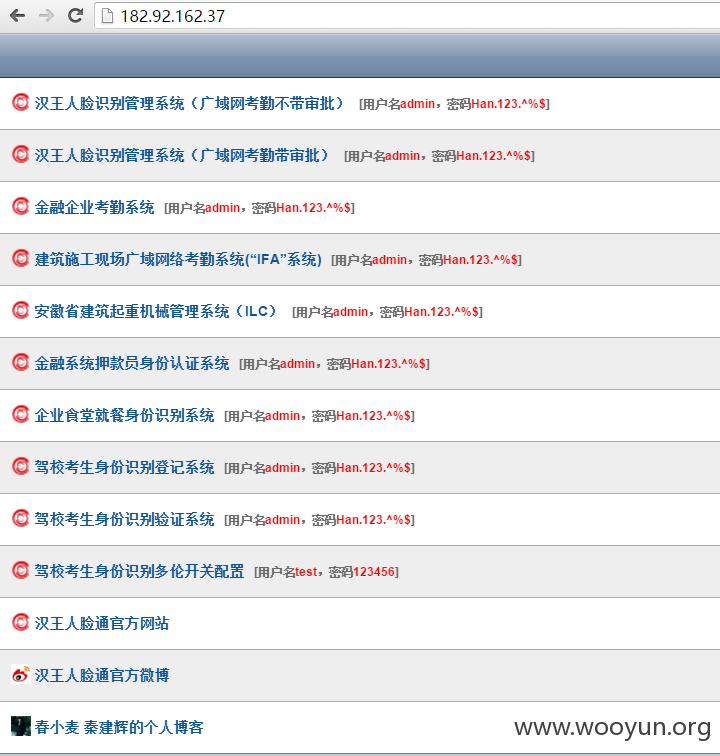 182.92.162.37
汉王人脸识别管理系统（广域网考勤不带审批） [用户名admin，密码Han.123.^%$]
汉王人脸识别管理系统（广域网考勤带审批） [用户名admin，密码Han.123.^%$]
金融企业考勤系统 [用户名admin，密码Han.123.^%$]
建筑施工现场广域网络考勤系统(“IFA”系统) [用户名admin，密码Han.123.^%$]
安徽省建筑起重机械管理系统（ILC） [用户名admin，密码Han.123.^%$]
金融系统押款员身份认证系统 [用户名admin，密码Han.123.^%$]
企业食堂就餐身份识别系统 [用户名admin，密码Han.123.^%$]
驾校考生身份识别登记系统 [用户名admin，密码Han.123.^%$]
驾校考生身份识别验证系统 [用户名admin，密码Han.123.^%$]
驾校考生身份识别多伦开关配置 [用户名test，密码123456]
汉王人脸通官方网站
汉王人脸通官方微博
春小麦 秦建辉的个人博客
www.wooyun.org